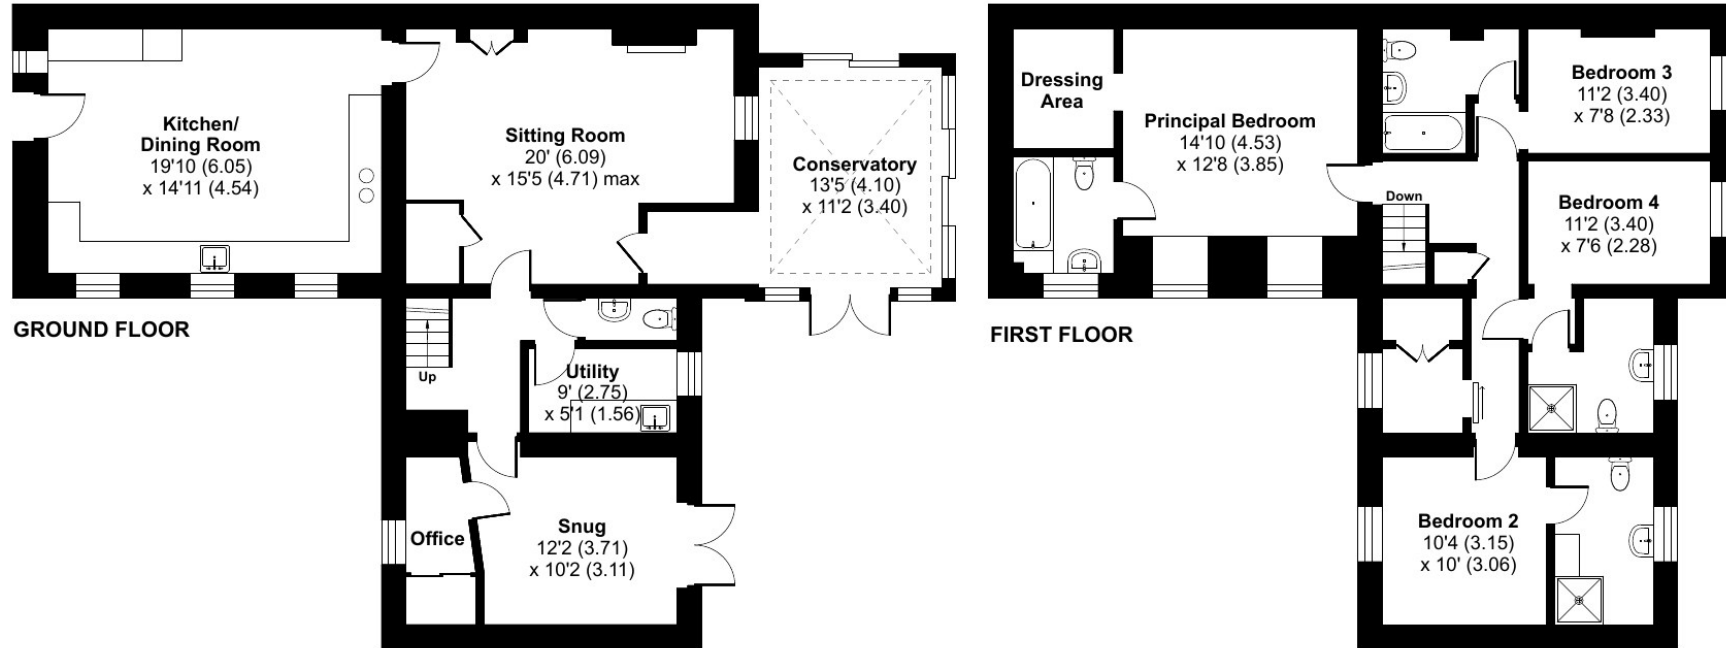 Kitchen/
Dining Room
19'10 (6.05)
x 14'11 (4.54)
Sitting Room
20' (6.09)
x 15'5 (4.71) max
Conservatory
13'5 (4.10)
x 11'2 (3.40)
GROUND FLOOR
Up
Utility
9' (2.75)
x 5'1 (1.56)
Office
Snug
12'2 (3.71)
x 10'2 (3.11)
Dressing
Area
Principal Bedroom
14'10 (4.53)
x 12'8 (3.85)
Bedroom 3
11'2 (3.40)
x 7'8 (2.33)
Down
Bedroom 4
11'2 (3.40)
x 7'6 (2.28)
FIRST FLOOR
Bedroom 2
10'4 (3.15)
x 10' (3.06)